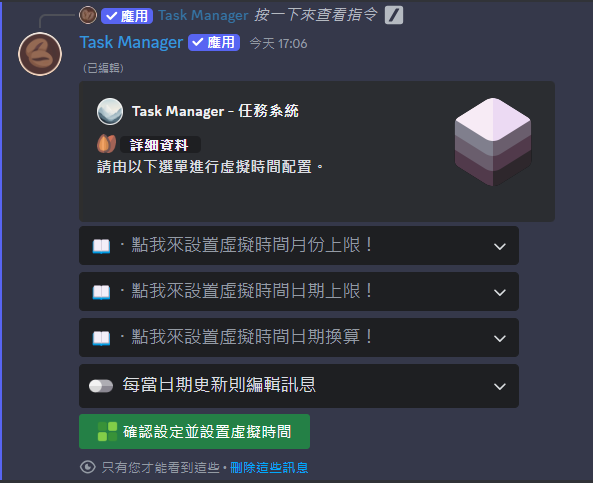 應用 Task Manager 按一下來查看指令
Task Manager 應用 今天 17:06
(已編輯)
Task Manager - 任務系統
詳細資料
請由以下選單進行虛擬時間配置。
· 點我來設置虛擬時間月份上限！
· 點我來設置虛擬時間日期上限！
· 點我來設置虛擬時間日期換算！
每當日期更新則編輯訊息
確認設定並設置虛擬時間
只有您才能看到這些 • 刪除這些訊息